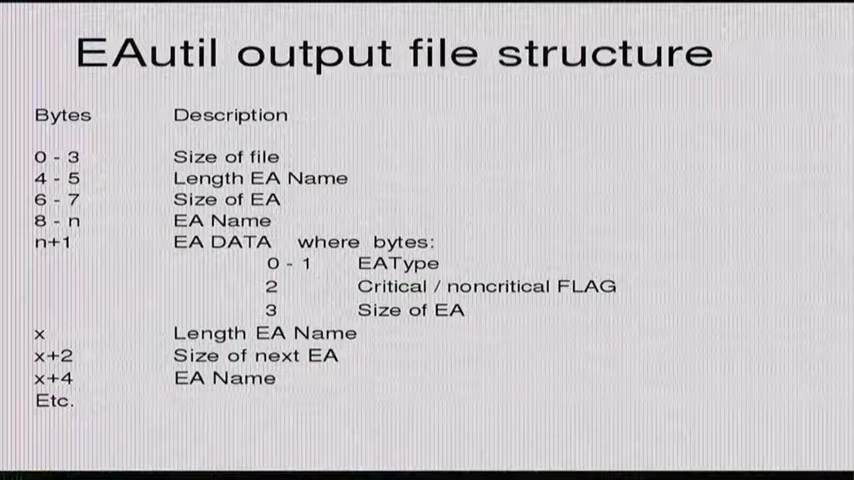 EAutil output file structure
Bytes Description
0 - 3 Size of file
4 - 5 Length EA Name
6 - 7 Size of EA
8 - n EA Name
n+1 EA DATA where bytes:
0 - 1 EAType
2 Critical / noncritical FLAG
3 Size of EA
x Length EA Name
x+2 Size of next EA
x+4 EA Name
Etc.